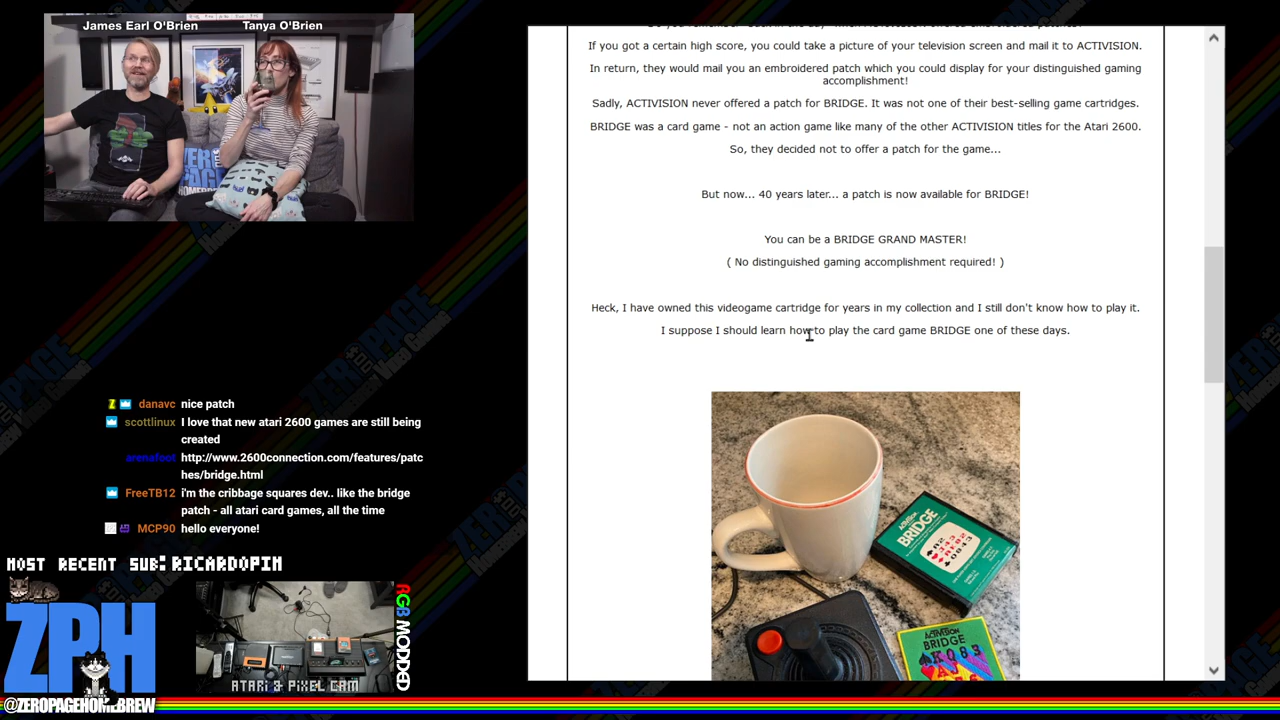 James Earl O'Brien
Tanya O'Brien
If you got a certain high score, you could take a picture of your television screen and mail it to ACTIVISION.
In return, they would mail you an embroidered patch which you could display for your distinguished gaming
accomplishment!
Sadly, ACTIVISION never offered a patch for BRIDGE. It was not one of their best-selling game cartridges.
BRIDGE was a card game - not an action game like many of the other ACTIVISION titles for the Atari 2600.
So, they decided not to offer a patch for the game...
But now... 40 years later... a patch is now available for BRIDGE!
You can be a BRIDGE GRAND MASTER!
( No distinguished gaming accomplishment required! )
Heck, I have owned this videogame cartridge for years in my collection and I still don't know how to play it.
I suppose I should learn how to play the card game BRIDGE one of these days.
ACTIVISION
BRIDGE
ACTIVISION
BRIDGE
danavc nice patch
scottlinux I love that new atari 2600 games are still being
created
arenafoot http://www.2600connection.com/features/patc
hes/bridge.html
FreeTB12 i'm the cribbage squares dev.. like the bridge
patch - all atari card games, all the time
MCP90 hello everyone!
MOST RECENT SUB: RICARDOPIM
ZPH
RGB MODDED
ATARI & PIXEL CAM
@ZEROPAGEHOMEBREW